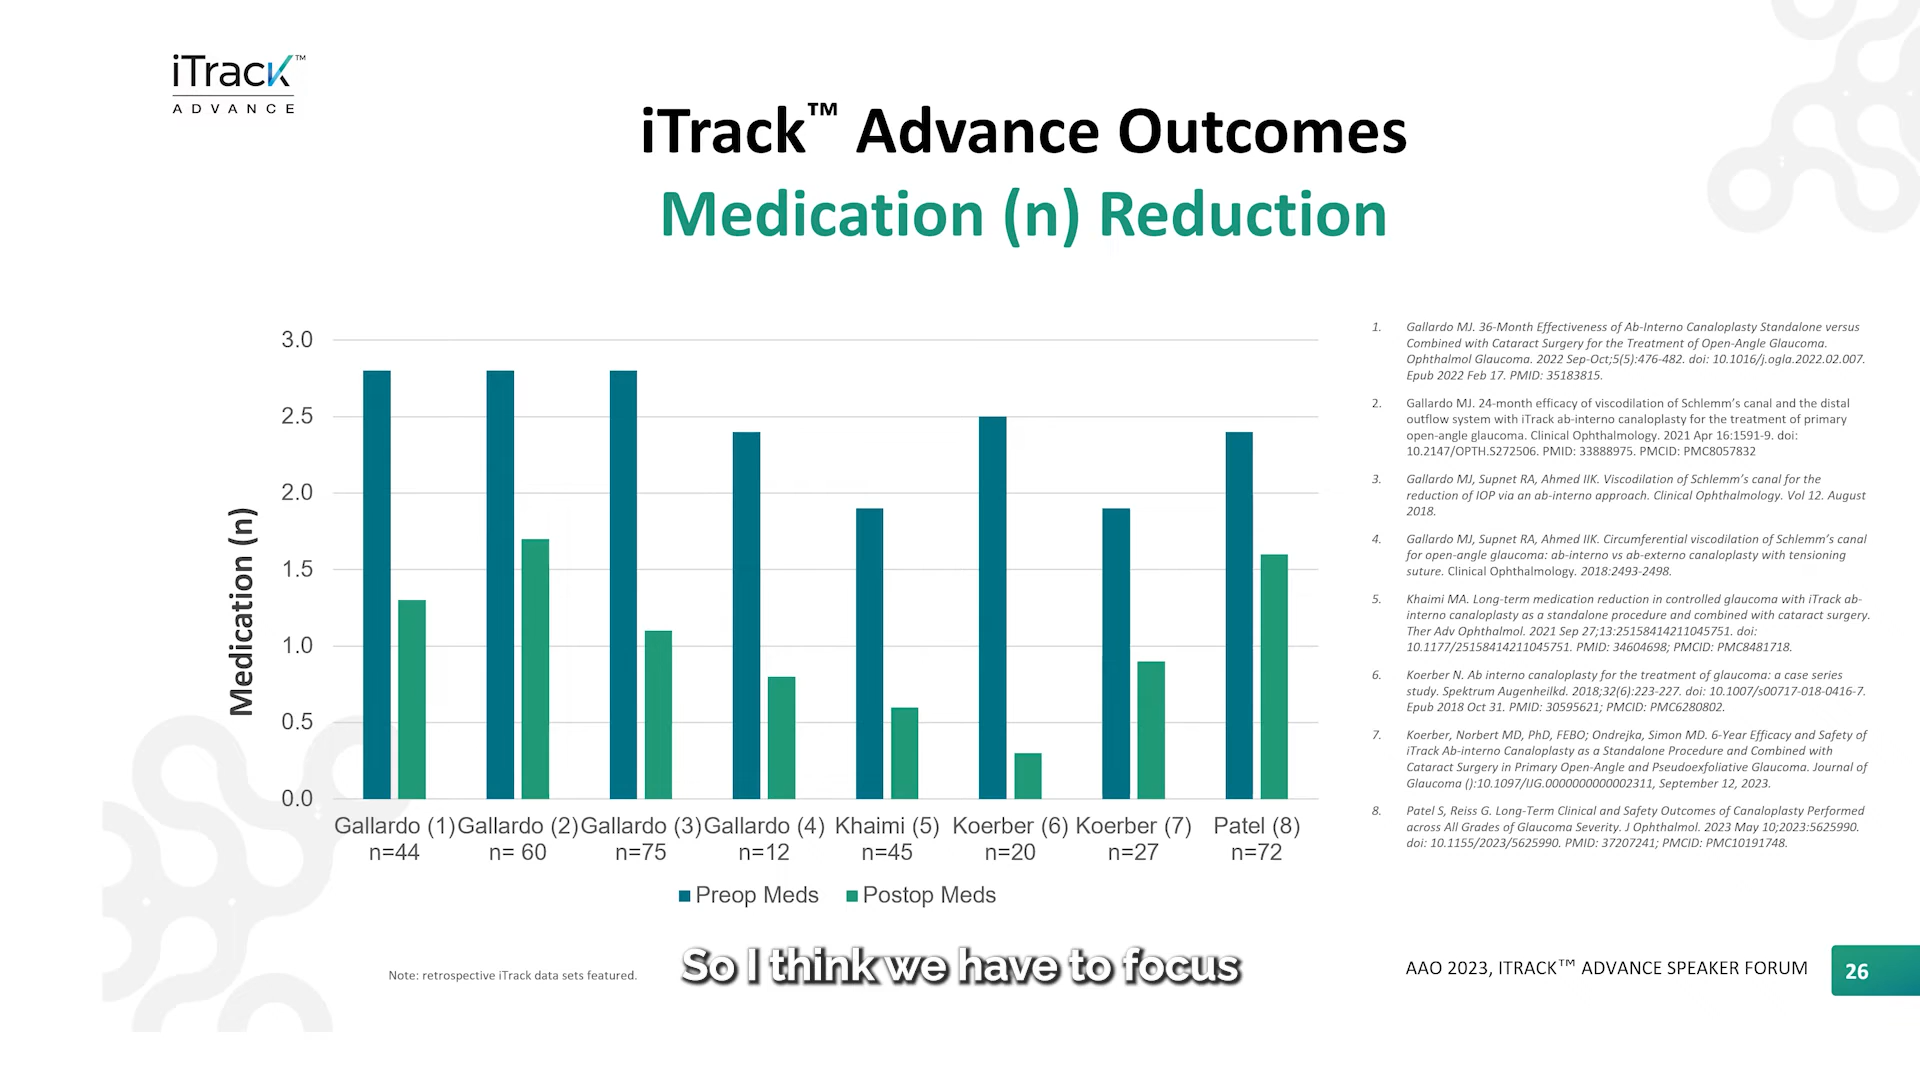 iTrack™
ADVANCE
iTrack™ Advance Outcomes
Medication (n) Reduction
Medication (n)
3.0
2.5
2.0
1.5
1.0
0.5
0.0
Gallardo (1) Gallardo (2) Gallardo (3) Gallardo (4) Khaimi (5) Koerber (6) Koerber (7) Patel (8)
n=44 n= 60 n=75 n=12 n=45 n=20 n=27 n=72
Preop Meds Postop Meds
1. Gallardo MJ. 36-Month Effectiveness of Ab-Interno Canaloplasty Standalone versus
Combined with Cataract Surgery for the Treatment of Open-Angle Glaucoma.
Ophthalmol Glaucoma. 2022 Sep-Oct;5(5):476-482. doi: 10.1016/j.ogla.2022.02.007.
Epub 2022 Feb 17. PMID: 35183815.
2. Gallardo MJ. 24-month efficacy of viscodilation of Schlemm’s canal and the distal
outflow system with iTrack ab-interno canaloplasty for the treatment of primary
open-angle glaucoma. Clinical Ophthalmology. 2021 Apr 16:1591-9. doi:
10.2147/OPTH.S272506. PMID: 33888975. PMCID: PMC8057832
3. Gallardo MJ, Supnet RA, Ahmed IIK. Viscodilation of Schlemm’s canal for the
reduction of IOP via an ab-interno approach. Clinical Ophthalmology. Vol 12. August
2018.
4. Gallardo MJ, Supnet RA, Ahmed IIK. Circumferential viscodilation of Schlemm’s canal
for open-angle glaucoma: ab-interno vs ab-externo canaloplasty with tensioning
suture. Clinical Ophthalmology. 2018:2493-2498.
5. Khaimi MA. Long-term medication reduction in controlled glaucoma with iTrack ab-
interno canaloplasty as a standalone procedure and combined with cataract surgery.
Ther Adv Ophthalmol. 2021 Sep 27;13:25158414211045751. doi:
10.1177/25158414211045751. PMID: 34604698; PMCID: PMC8481718.
6. Koerber N. Ab interno canaloplasty for the treatment of glaucoma: a case series
study. Spektrum Augenheilkd. 2018;32(6):223-227. doi: 10.1007/s00717-018-0416-7.
Epub 2018 Oct 31. PMID: 30595621; PMCID: PMC6280802.
7. Koerber, Norbert MD, PhD, FEBO; Ondrejka, Simon MD. 6-Year Efficacy and Safety of
iTrack Ab-interno Canaloplasty as a Standalone Procedure and Combined with
Cataract Surgery in Primary Open-Angle and Pseudoexfoliative Glaucoma. Journal of
Glaucoma ():10.1097/IJG.0000000000002311, September 12, 2023.
8. Patel S, Reiss G. Long-Term Clinical and Safety Outcomes of Canaloplasty Performed
across All Grades of Glaucoma Severity. J Ophthalmol. 2023 May 10;2023:5625990.
doi: 10.1155/2023/5625990. PMID: 37207241; PMCID: PMC10191748.
Note: retrospective iTrack data sets featured.
So I think we have to focus
AAO 2023, ITRACK™ ADVANCE SPEAKER FORUM
26